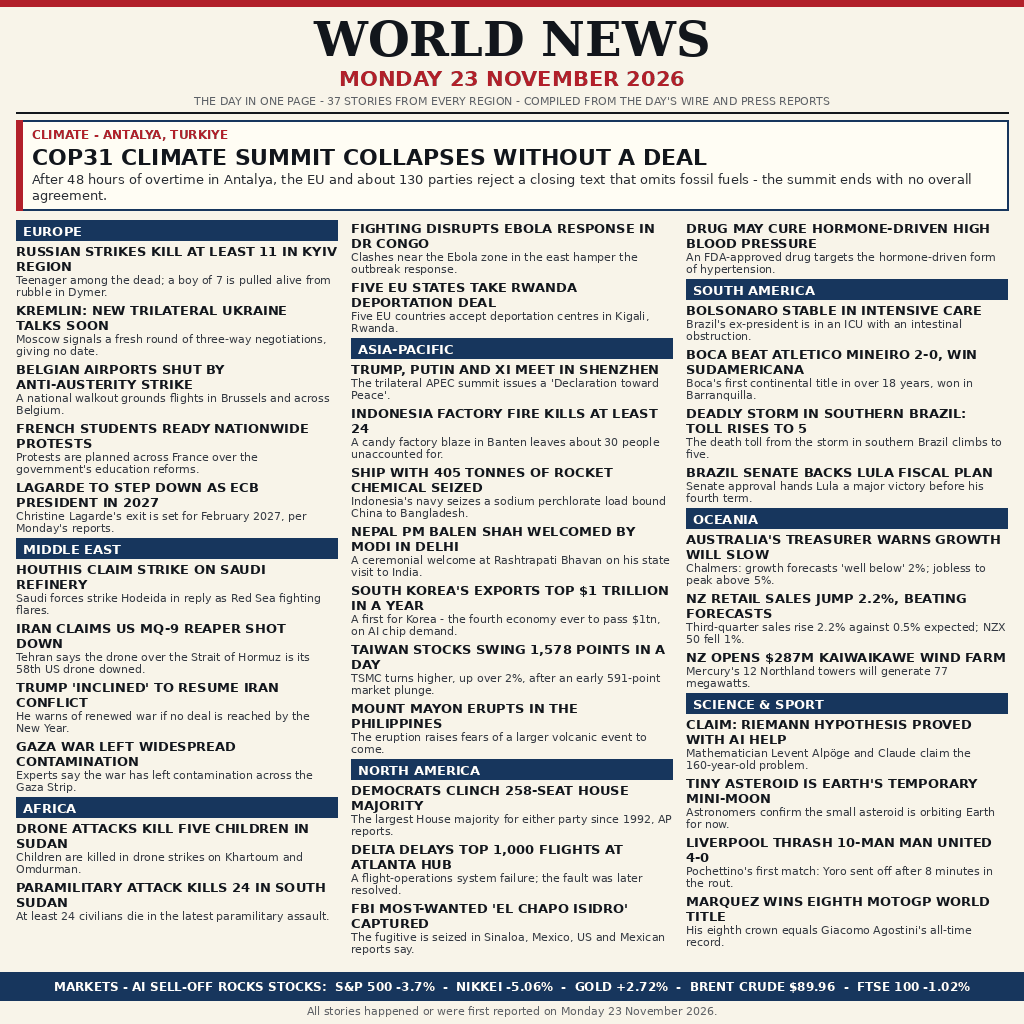 WORLD NEWS
MONDAY 23 NOVEMBER 2026
THE DAY IN ONE PAGE - 37 STORIES FROM EVERY REGION - COMPILED FROM THE DAY'S WIRE AND PRESS REPORTS
CLIMATE - ANTALYA, TURKIYE
COP31 CLIMATE SUMMIT COLLAPSES WITHOUT A DEAL
After 48 hours of overtime in Antalya, the EU and about 130 parties reject a closing text that omits fossil fuels - the summit ends with no overall
agreement.
EUROPE
RUSSIAN STRIKES KILL AT LEAST 11 IN KYIV
REGION
Teenager among the dead; a boy of 7 is pulled alive from
rubble in Dymer.
KREMLIN: NEW TRILATERAL UKRAINE
TALKS SOON
Moscow signals a fresh round of three-way negotiations,
giving no date.
BELGIAN AIRPORTS SHUT BY
ANTI-AUSTERITY STRIKE
A national walkout grounds flights in Brussels and across
Belgium.
FRENCH STUDENTS READY NATIONWIDE
PROTESTS
Protests are planned across France over the
government's education reforms.
LAGARDE TO STEP DOWN AS ECB
PRESIDENT IN 2027
Christine Lagarde's exit is set for February 2027, per
Monday's reports.
MIDDLE EAST
HOUTHIS CLAIM STRIKE ON SAUDI
REFINERY
Saudi forces strike Hodeida in reply as Red Sea fighting
flares.
IRAN CLAIMS US MQ-9 REAPER SHOT
DOWN
Tehran says the drone over the Strait of Hormuz is its
58th US drone downed.
TRUMP 'INCLINED' TO RESUME IRAN
CONFLICT
He warns of renewed war if no deal is reached by the
New Year.
GAZA WAR LEFT WIDESPREAD
CONTAMINATION
Experts say the war has left contamination across the
Gaza Strip.
AFRICA
DRONE ATTACKS KILL FIVE CHILDREN IN
SUDAN
Children are killed in drone strikes on Khartoum and
Omdurman.
PARAMILITARY ATTACK KILLS 24 IN SOUTH
SUDAN
At least 24 civilians die in the latest paramilitary assault.
FIGHTING DISRUPTS EBOLA RESPONSE IN
DR CONGO
Clashes near the Ebola zone in the east hamper the
outbreak response.
FIVE EU STATES TAKE RWANDA
DEPORTATION DEAL
Five EU countries accept deportation centres in Kigali,
Rwanda.
ASIA-PACIFIC
TRUMP, PUTIN AND XI MEET IN SHENZHEN
The trilateral APEC summit issues a 'Declaration toward
Peace'.
INDONESIA FACTORY FIRE KILLS AT LEAST
24
A candy factory blaze in Banten leaves about 30 people
unaccounted for.
SHIP WITH 405 TONNES OF ROCKET
CHEMICAL SEIZED
Indonesia's navy seizes a sodium perchlorate load bound
China to Bangladesh.
NEPAL PM BALEN SHAH WELCOMED BY
MODI IN DELHI
A ceremonial welcome at Rashtrapati Bhavan on his state
visit to India.
SOUTH KOREA'S EXPORTS TOP $1 TRILLION
IN A YEAR
A first for Korea - the fourth economy ever to pass $1tn,
on AI chip demand.
TAIWAN STOCKS SWING 1,578 POINTS IN A
DAY
TSMC turns higher, up over 2%, after an early 591-point
market plunge.
MOUNT MAYON ERUPTS IN THE
PHILIPPINES
The eruption raises fears of a larger volcanic event to
come.
NORTH AMERICA
DEMOCRATS CLINCH 258-SEAT HOUSE
MAJORITY
The largest House majority for either party since 1992, AP
reports.
DELTA DELAYS TOP 1,000 FLIGHTS AT
ATLANTA HUB
A flight-operations system failure; the fault was later
resolved.
FBI MOST-WANTED 'EL CHAPO ISIDRO'
CAPTURED
The fugitive is seized in Sinaloa, Mexico, US and Mexican
reports say.
DRUG MAY CURE HORMONE-DRIVEN HIGH
BLOOD PRESSURE
An FDA-approved drug targets the hormone-driven form
of hypertension.
SOUTH AMERICA
BOLSONARO STABLE IN INTENSIVE CARE
Brazil's ex-president is in an ICU with an intestinal
obstruction.
BOCA BEAT ATLETICO MINEIRO 2-0, WIN
SUDAMERICANA
Boca's first continental title in over 18 years, won in
Barranquilla.
DEADLY STORM IN SOUTHERN BRAZIL:
TOLL RISES TO 5
The death toll from the storm in southern Brazil climbs to
five.
BRAZIL SENATE BACKS LULA FISCAL PLAN
Senate approval hands Lula a major victory before his
fourth term.
OCEANIA
AUSTRALIA'S TREASURER WARNS GROWTH
WILL SLOW
Chalmers: growth forecasts 'well below' 2%; jobless to
peak above 5%.
NZ RETAIL SALES JUMP 2.2%, BEATING
FORECASTS
Third-quarter sales rise 2.2% against 0.5% expected; NZX
50 fell 1%.
NZ OPENS $287M KAIWAIKAWE WIND FARM
Mercury's 12 Northland towers will generate 77
megawatts.
SCIENCE & SPORT
CLAIM: RIEMANN HYPOTHESIS PROVED
WITH AI HELP
Mathematician Levent Alpöge and Claude claim the
160-year-old problem.
TINY ASTEROID IS EARTH'S TEMPORARY
MINI-MOON
Astronomers confirm the small asteroid is orbiting Earth
for now.
LIVERPOOL THRASH 10-MAN MAN UNITED
4-0
Pochettino's first match: Yoro sent off after 8 minutes in
the rout.
MARQUEZ WINS EIGHTH MOTOGP WORLD
TITLE
His eighth crown equals Giacomo Agostini's all-time
record.
MARKETS - AI SELL-OFF ROCKS STOCKS: S&P 500 -3.7% - NIKKEI -5.06% - GOLD +2.72% - BRENT CRUDE $89.96 - FTSE 100 -1.02%
All stories happened or were first reported on Monday 23 November 2026.